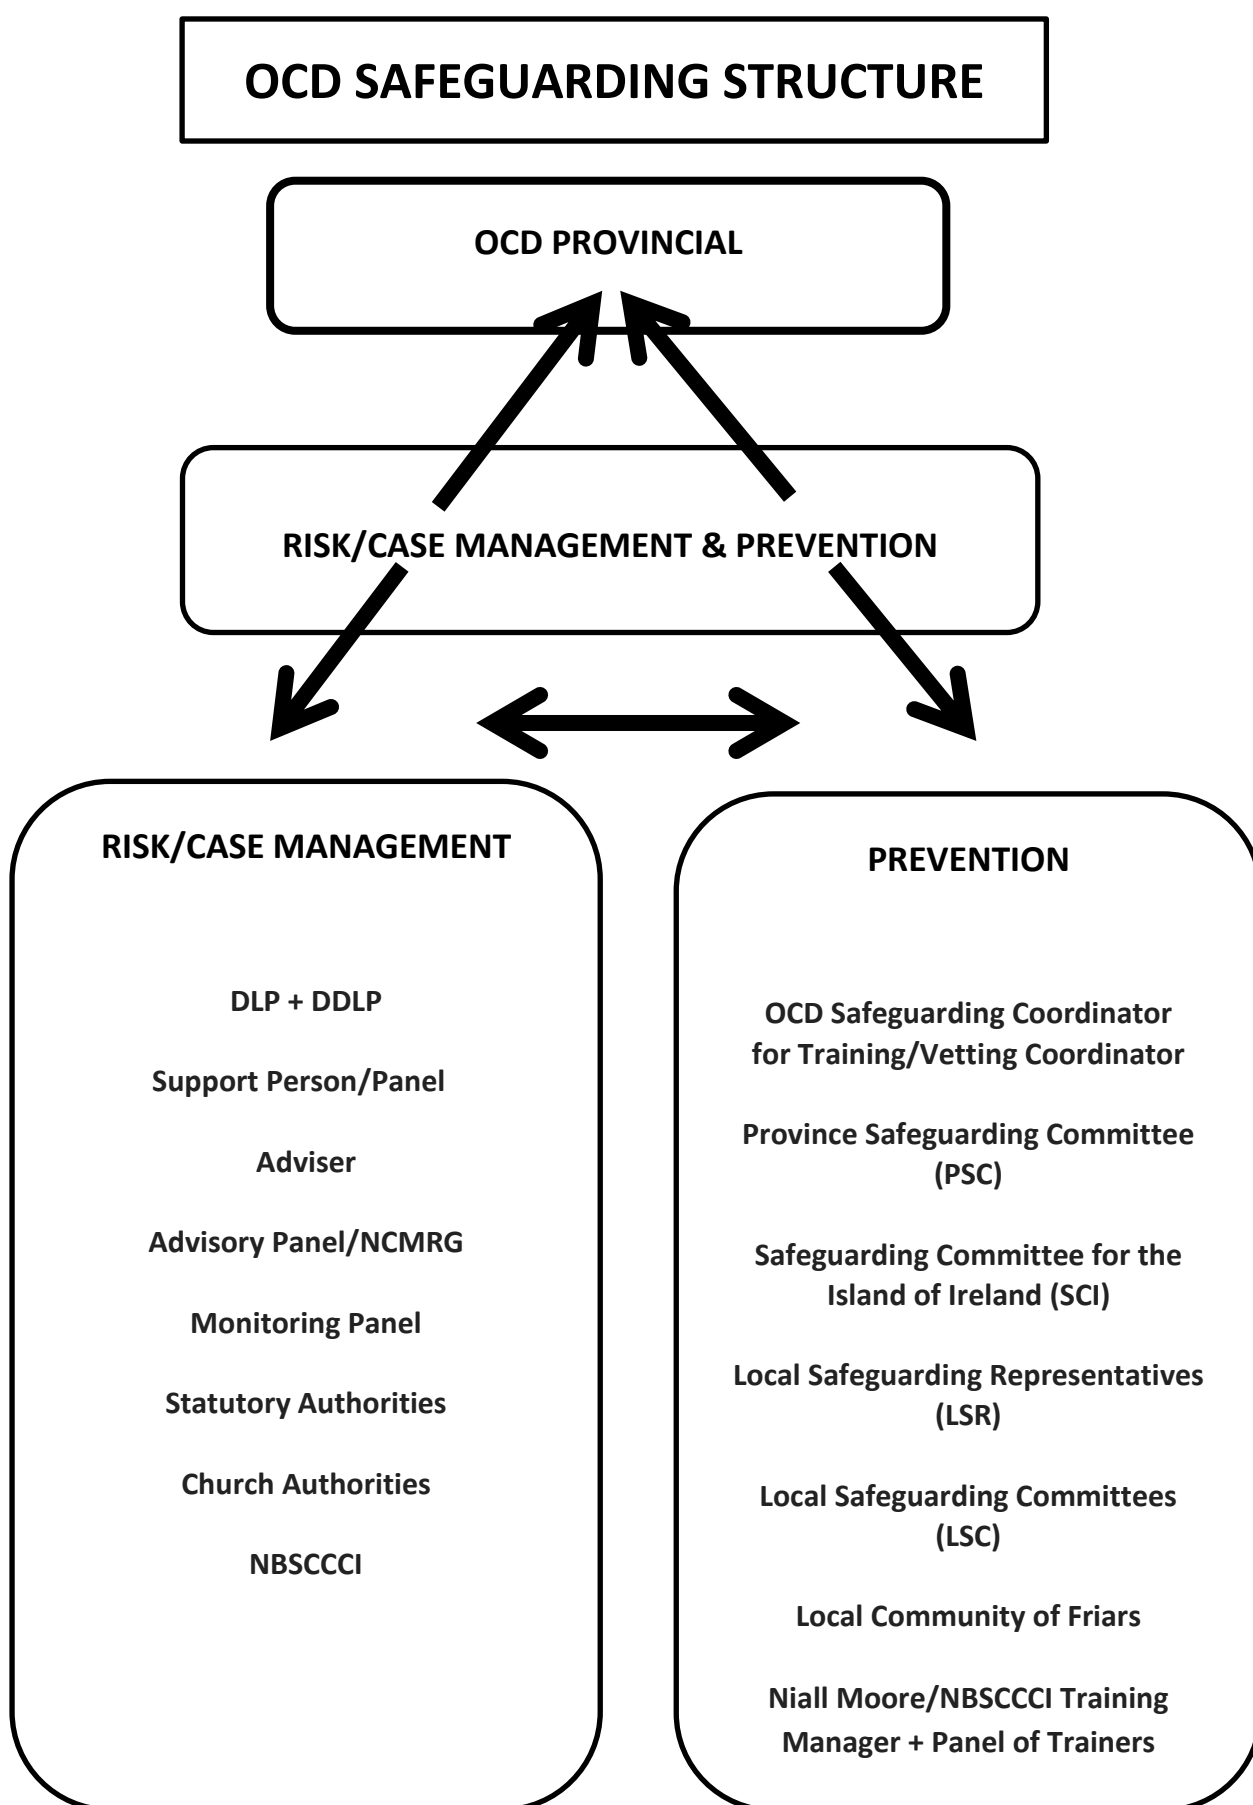 OCD SAFEGUARDING STRUCTURE
OCD PROVINCIAL
RISK/CASE MANAGEMENT & PREVENTION
RISK/CASE MANAGEMENT
DLP + DDLP
Support Person/Panel
Adviser
Advisory Panel/NCMRG
Monitoring Panel
Statutory Authorities
Church Authorities
NBSCCCI
PREVENTION
OCD Safeguarding Coordinator
for Training/Vetting Coordinator
Province Safeguarding Committee
(PSC)
Safeguarding Committee for the
Island of Ireland (SCI)
Local Safeguarding Representatives
(LSR)
Local Safeguarding Committees
(LSC)
Local Community of Friars
Niall Moore/NBSCCCI Training
Manager + Panel of Trainers